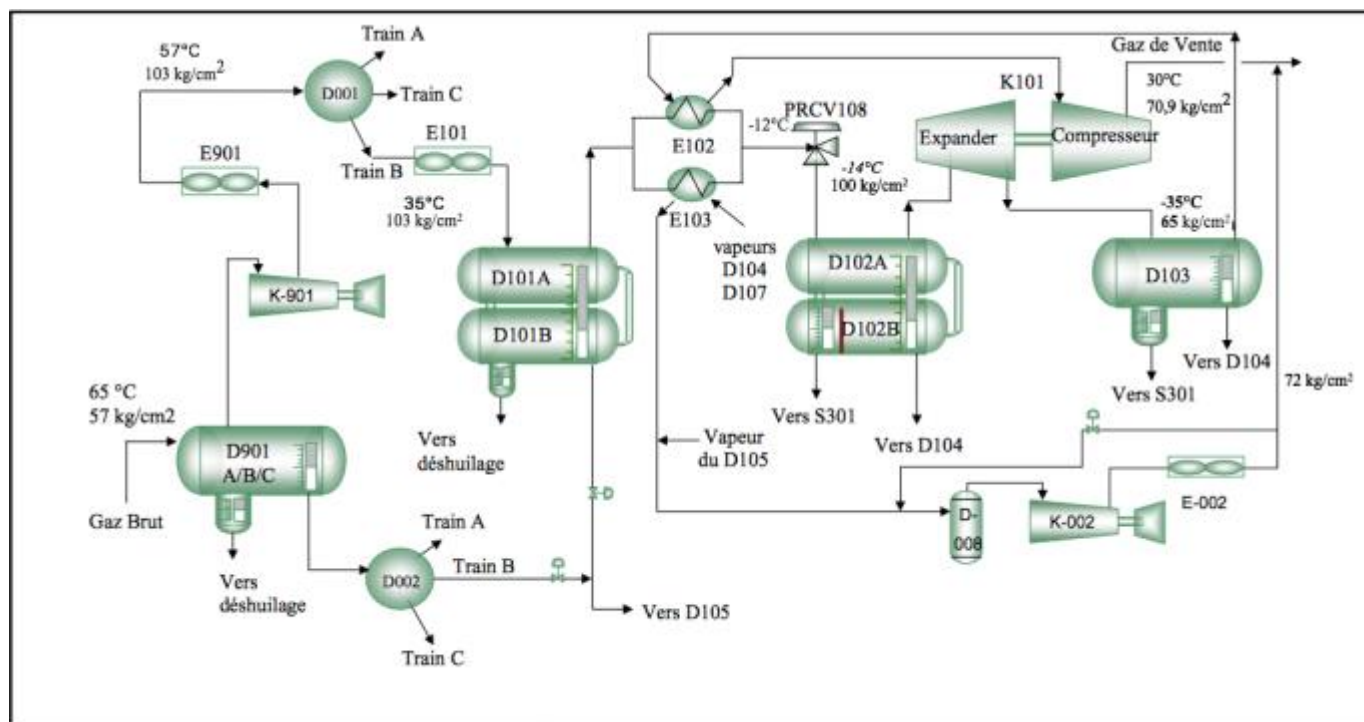 57°C
103 kg/cm2
Train A
D001
Train C
Train B
E901
E101
35°C
103 kg/cm2
K-901
D101A
D101B
Vers
déshuilage
65 °C
57 kg/cm2
D901
A/B/C
Gaz Brut
Vers
déshuilage
Train A
D002
Train B
Train C
Vers D105
E102
E103
vapeurs
D104
D107
Vapeur
du D105
-12°C
PRCV108
-14°C
100 kg/cm2
D102A
D102B
Vers S301
Vers D104
K101
Expander
Compresseur
Gaz de Vente
30°C
70,9 kg/cm2
-35°C
65 kg/cm2
D103
Vers D104
Vers S301
72 kg/cm2
D-
008
K-002
E-002